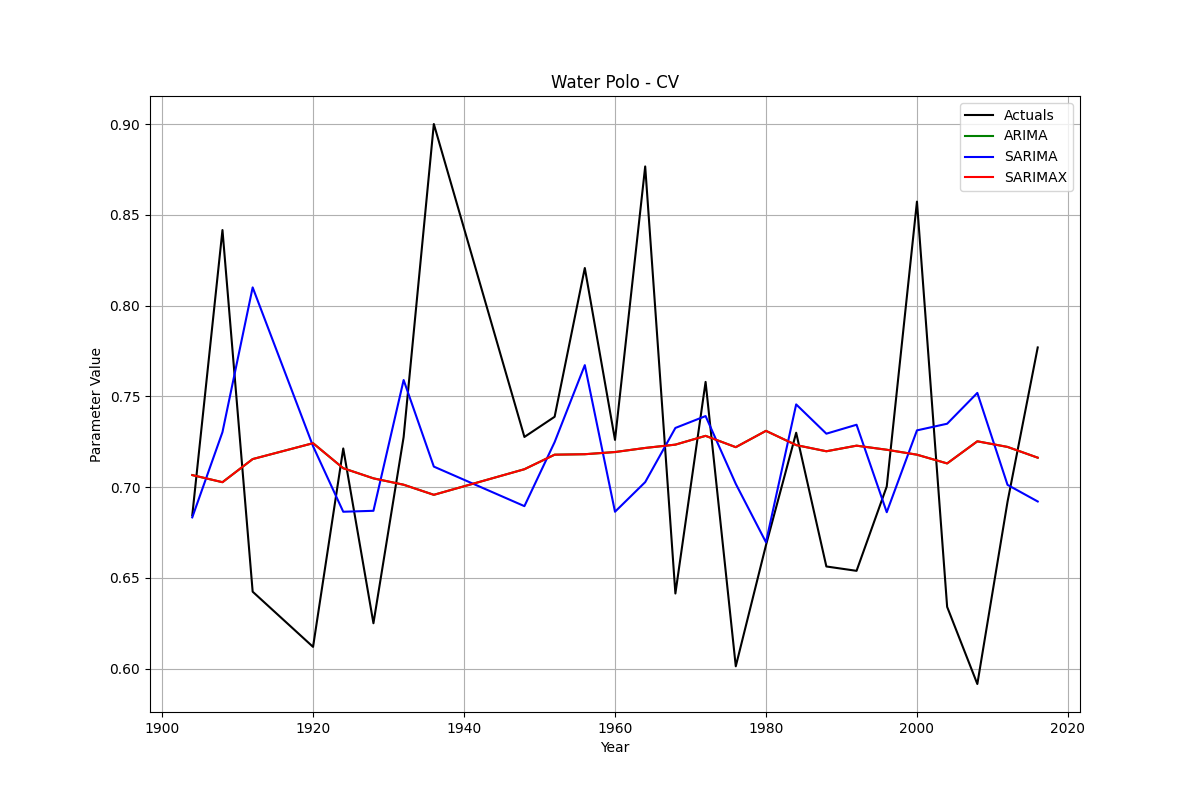 Water Polo - CV
Actuals
ARIMA
SARIMA
SARIMAX
Parameter Value
0.90
0.85
0.80
0.75
0.70
0.65
0.60
1900 1920 1940 1960 1980 2000 2020
Year